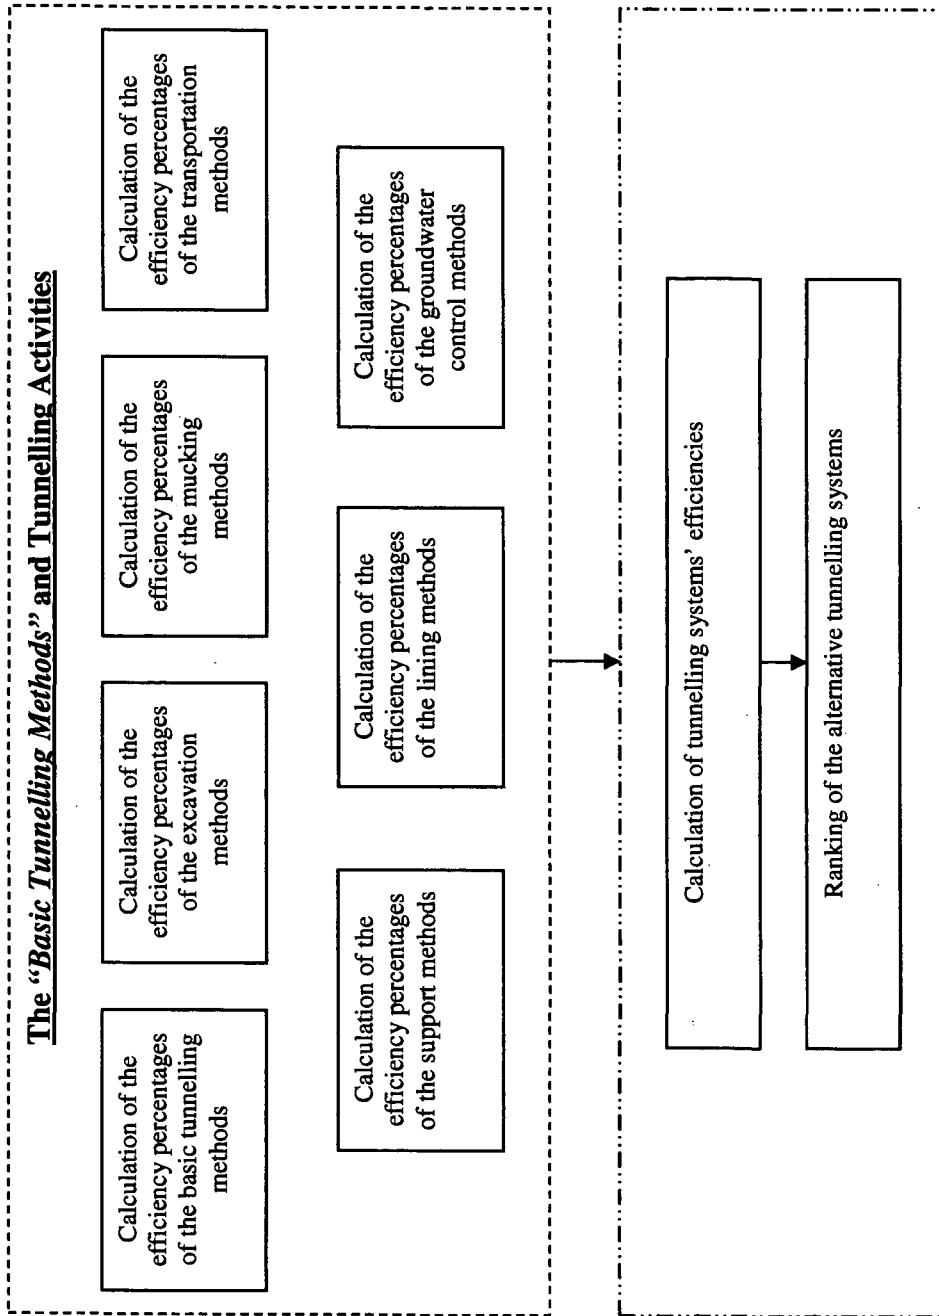 The "Basic Tunnelling Methods" and Tunnelling Activities
Calculation of the
efficiency percentages
of the basic tunnelling
methods
Calculation of the
efficiency percentages
of the excavation
methods
Calculation of the
efficiency percentages
of the mucking
methods
Calculation of the
efficiency percentages
of the transportation
methods
Calculation of the
efficiency percentages
of the support methods
Calculation of the
efficiency percentages
of the lining methods
Calculation of the
efficiency percentages
of the groundwater
control methods
Calculation of tunnelling systems' efficiencies
Ranking of the alternative tunnelling systems